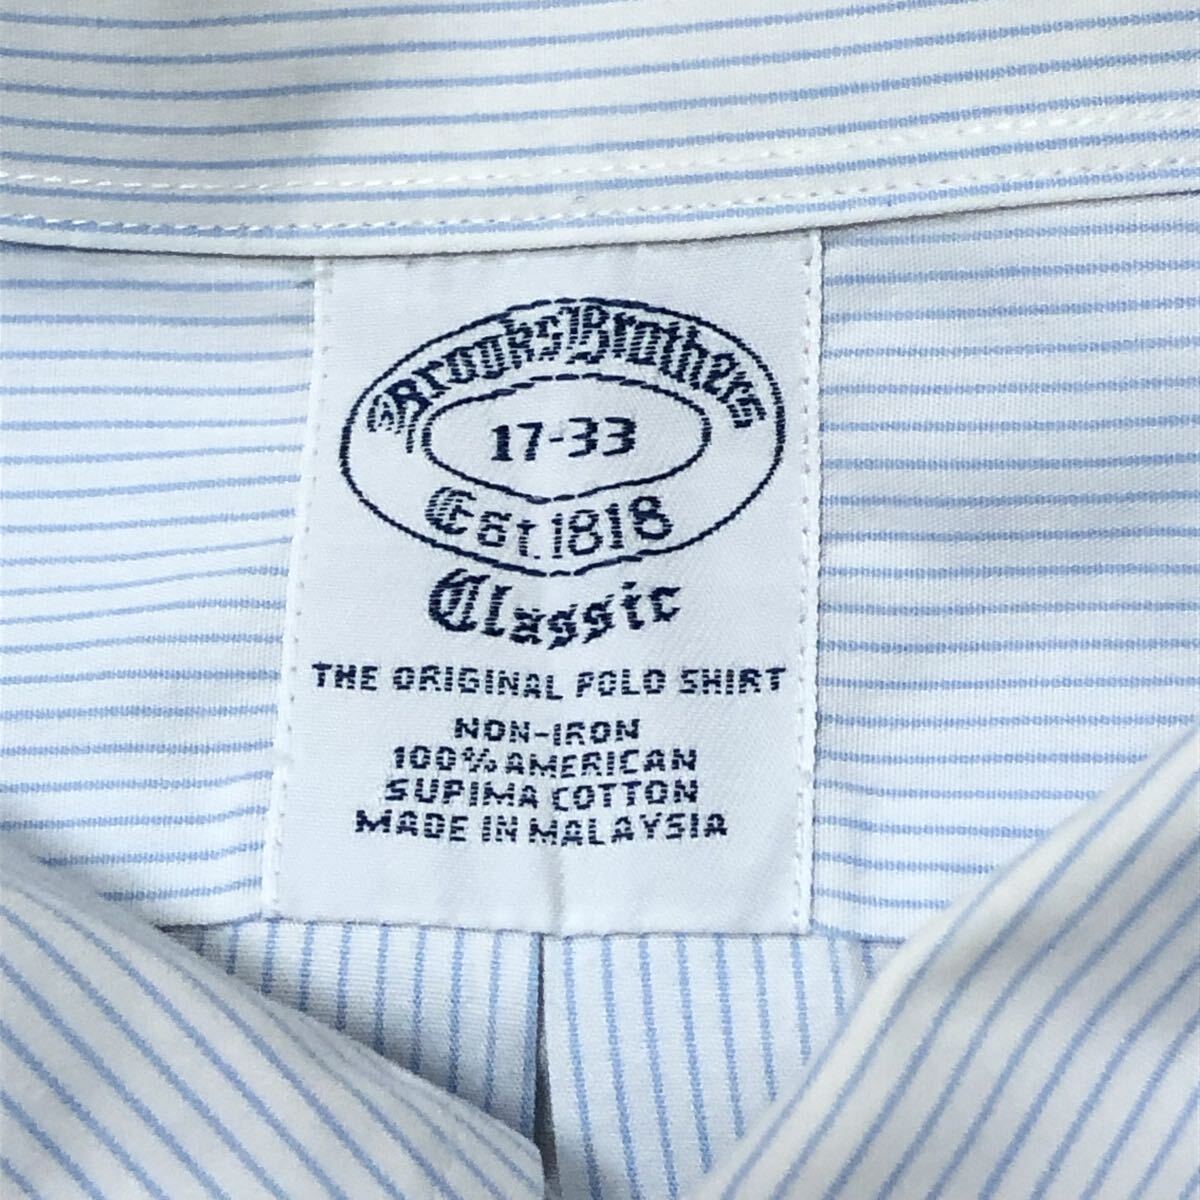 Brooks Brothers
17-33
Est. 1818
Classic
THE ORIGINAL POLO SHIRT
NON-IRON
100% AMERICAN
SUPIMA COTTON
MADE IN MALAYSIA